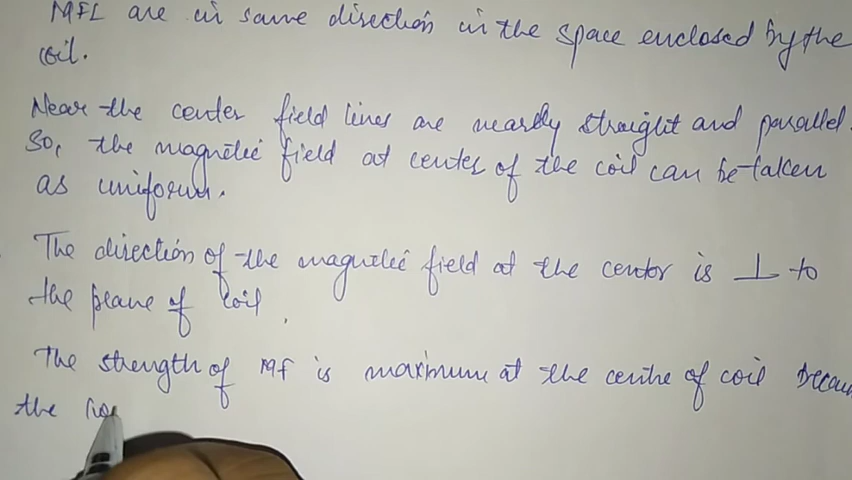 MFL are in same direction in the space enclosed by the
coil.
Near the center field lines are nearly straight and parallel.
So, the magnetic field at center of the coil can be taken
as uniform.
The direction of the magnetic field at the center is ⊥ to
the plane of coil.
The strength of MF is maximum at the centre of coil becau
the